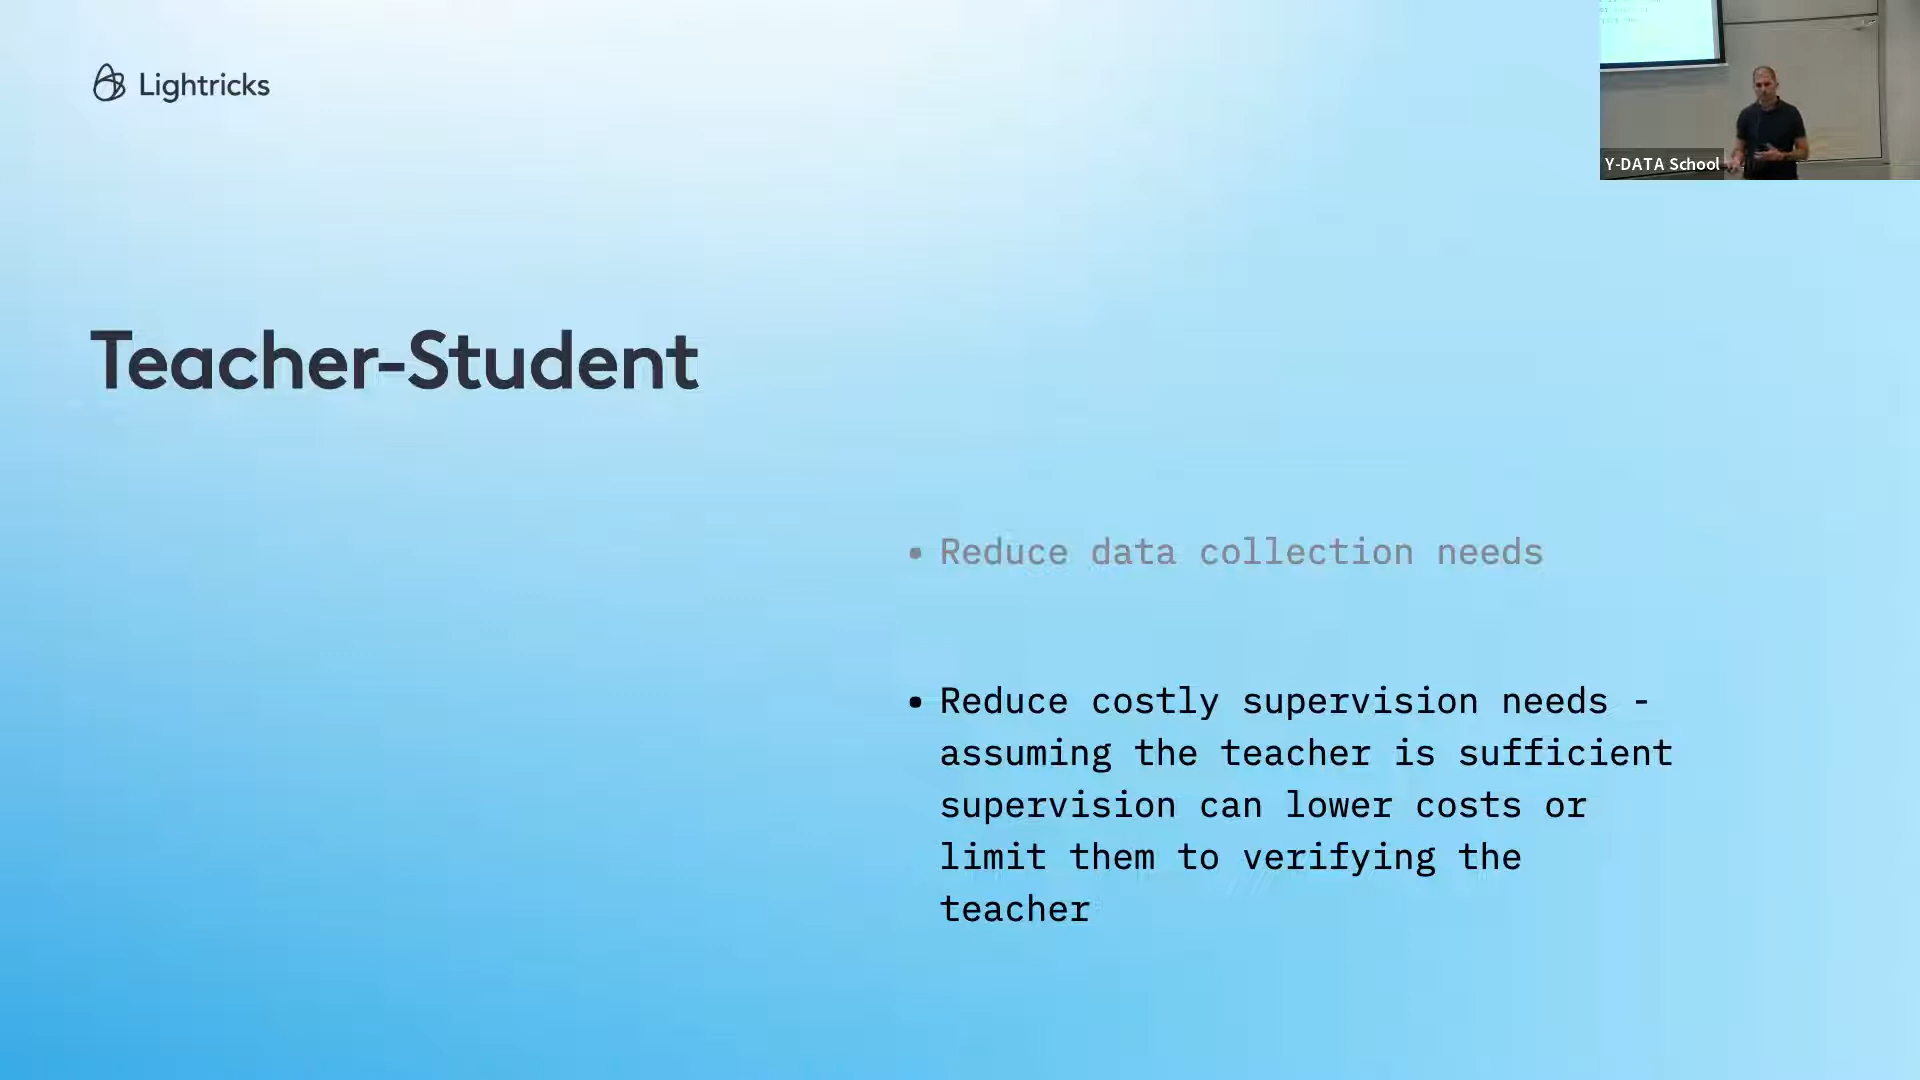 Lightricks
Y-DATA School
Teacher-Student
• Reduce data collection needs
• Reduce costly supervision needs -
assuming the teacher is sufficient
supervision can lower costs or
limit them to verifying the
teacher